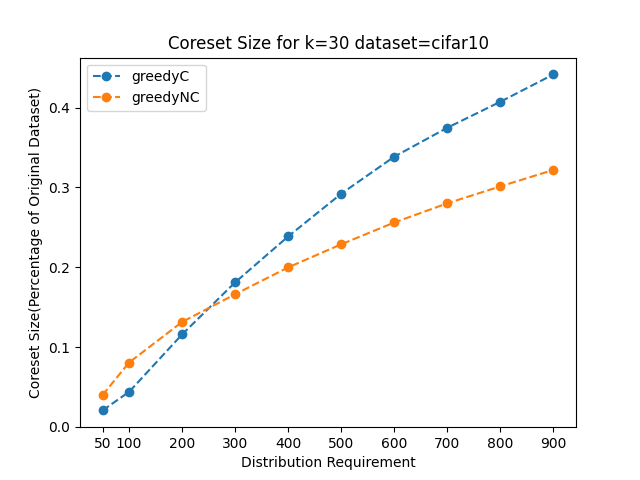 Coreset Size for k=30 dataset=cifar10
greedyC
greedyNC
Coreset Size(Percentage of Original Dataset)
0.4
0.3
0.2
0.1
0.0
50 100 200 300 400 500 600 700 800 900
Distribution Requirement